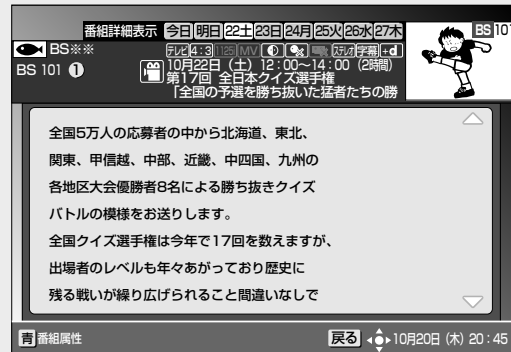 番組詳細表示 今日 明日 22土 23日 24月 25火 26水 27木 BS 101
BS※※ テレビ 4:3 1125i MV ステレオ 字幕 +d
BS 101 ① 10月22日（土）12：00～14：00（2時間）
第17回 全日本クイズ選手権
「全国の予選を勝ち抜いた猛者たちの勝
全国5万人の応募者の中から北海道、東北、
関東、甲信越、中部、近畿、中四国、九州の
各地区大会優勝者8名による勝ち抜きクイズ
バトルの模様をお送りします。
全国クイズ選手権は今年で17回を数えますが、
出場者のレベルも年々あがっており歴史に
残る戦いが繰り広げられること間違いなしで
青 番組属性 戻る 10月20日（木）20：45